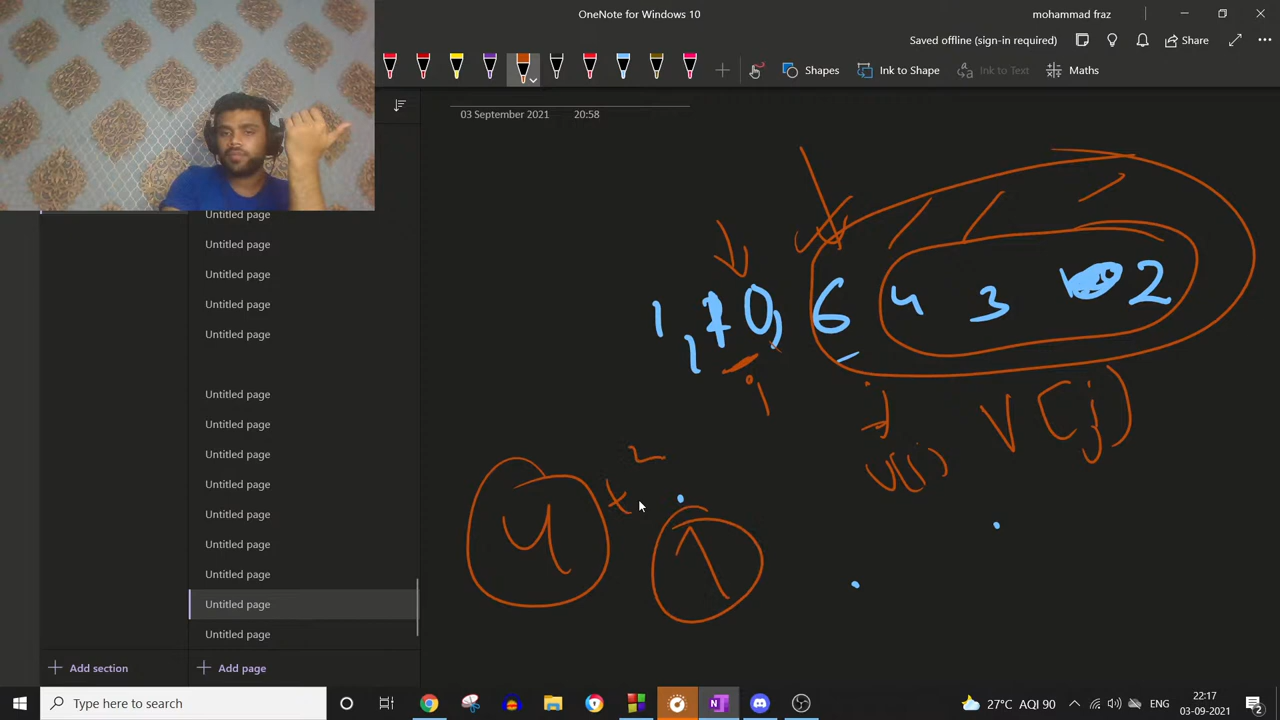 OneNote for Windows 10
mohammad fraz
Saved offline (sign-in required)
Share
Shapes
Ink to Shape
Ink to Text
Maths
03 September 2021 20:58
Untitled page
Untitled page
Untitled page
Untitled page
Untitled page
Untitled page
Untitled page
Untitled page
Untitled page
Untitled page
Untitled page
Untitled page
Untitled page
Untitled page
1, 1 0, 6 4 3 2
i j V(j)
V(i)
2
4 + 1
Add section
Add page
Type here to search
27°C AQI 90
ENG
22:17
03-09-2021
2